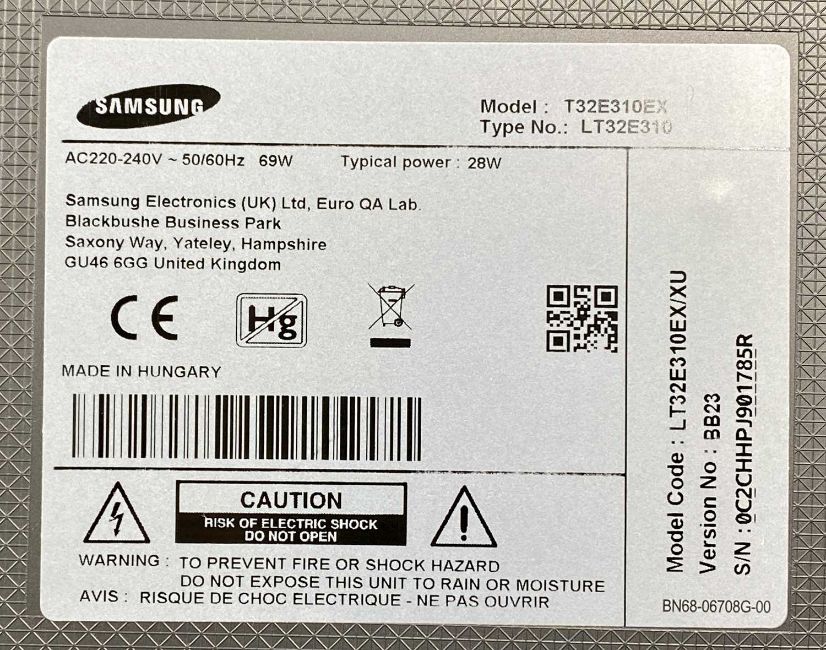 SAMSUNG
Model : T32E310EX
Type No.: LT32E310
AC220-240V ~ 50/60Hz 69W Typical power : 28W
Samsung Electronics (UK) Ltd, Euro QA Lab.
Blackbushe Business Park
Saxony Way, Yateley, Hampshire
GU46 6GG United Kingdom
CE
Hg
MADE IN HUNGARY
CAUTION
RISK OF ELECTRIC SHOCK
DO NOT OPEN
WARNING : TO PREVENT FIRE OR SHOCK HAZARD
DO NOT EXPOSE THIS UNIT TO RAIN OR MOISTURE
AVIS : RISQUE DE CHOC ELECTRIQUE - NE PAS OUVRIR
Model Code : LT32E310EX/XU
Version No : BB23
S/N : 0C2CHHPJ901785R
BN68-06708G-00